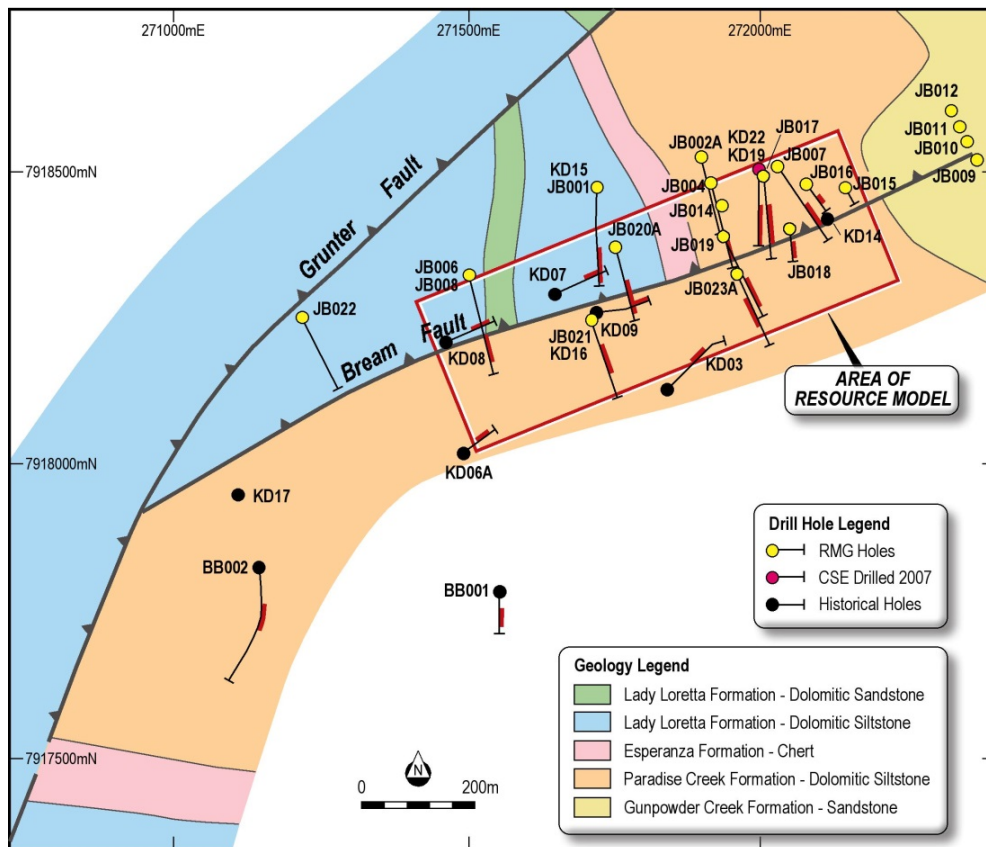 271000mE
271500mE
272000mE
JB012
JB011
JB010
JB009
JB017
KD22
KD19
JB007
JB002A
7918500mN
Grunter Fault
KD15
JB001
JB004
JB016
JB015
JB014
JB020A
JB019
KD14
JB006
JB008
KD07
JB018
JB023A
JB022
Bream Fault
KD08
JB021
KD16
KD09
KD03
AREA OF
RESOURCE MODEL
7918000mN
KD06A
KD17
BB002
BB001
Drill Hole Legend
RMG Holes
CSE Drilled 2007
Historical Holes
Geology Legend
Lady Loretta Formation - Dolomitic Sandstone
Lady Loretta Formation - Dolomitic Siltstone
Esperanza Formation - Chert
Paradise Creek Formation - Dolomitic Siltstone
Gunpowder Creek Formation - Sandstone
7917500mN
N
0 200m